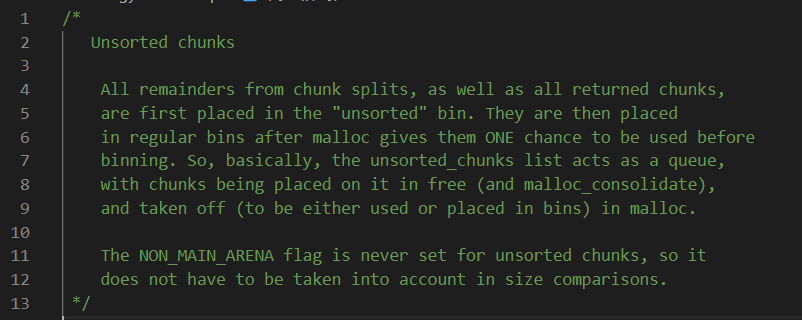 1 /*
2 Unsorted chunks
3
4 All remainders from chunk splits, as well as all returned chunks,
5 are first placed in the "unsorted" bin. They are then placed
6 in regular bins after malloc gives them ONE chance to be used before
7 binning. So, basically, the unsorted_chunks list acts as a queue,
8 with chunks being placed on it in free (and malloc_consolidate),
9 and taken off (to be either used or placed in bins) in malloc.
10
11 The NON_MAIN_ARENA flag is never set for unsorted chunks, so it
12 does not have to be taken into account in size comparisons.
13 */